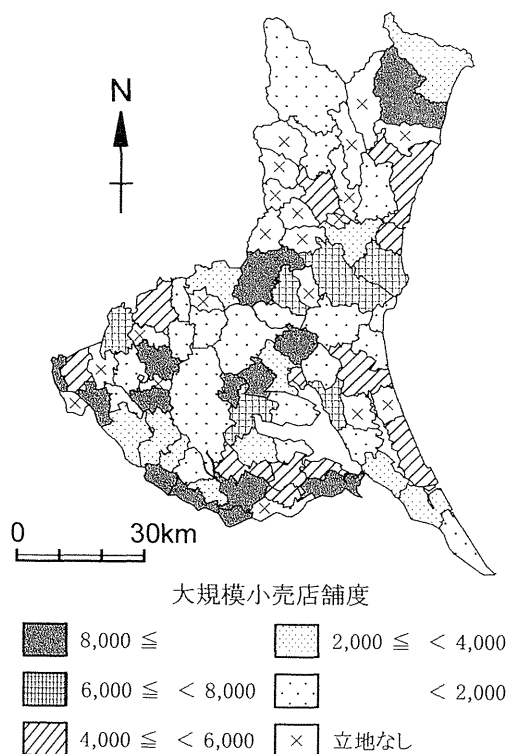 N
0 30km
大規模小売店舗度
8,000 ≦
2,000 ≦ < 4,000
6,000 ≦ < 8,000
< 2,000
4,000 ≦ < 6,000
× 立地なし